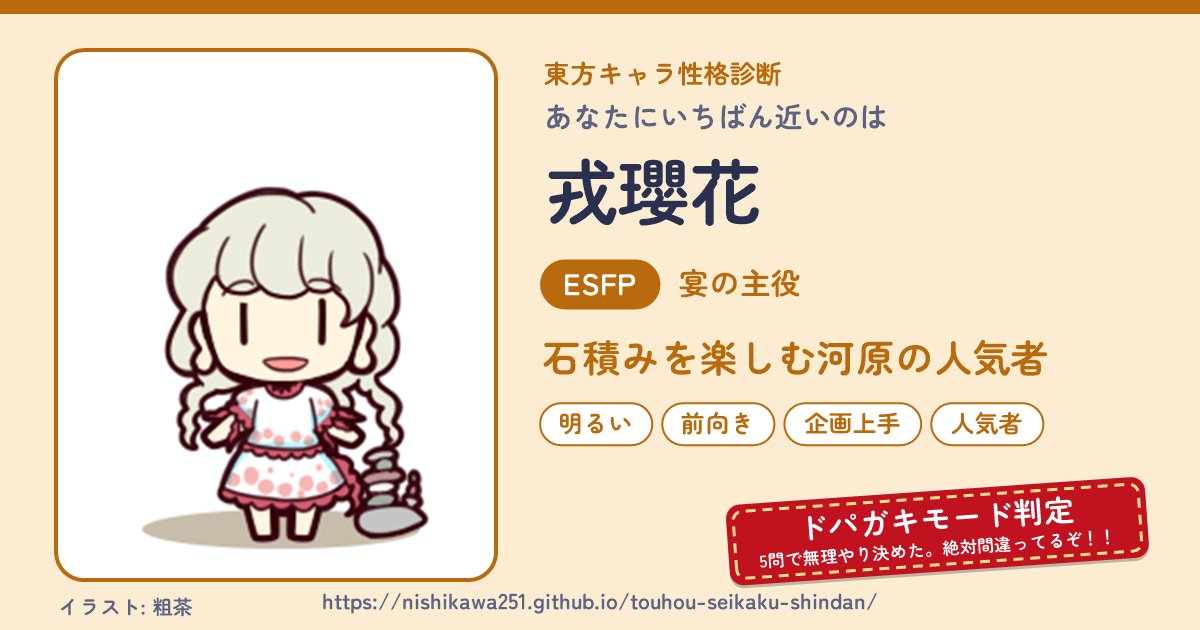 東方キャラ性格診断
あなたにいちばん近いのは
戎瓔花
ESFP 宴の主役
石積みを楽しむ河原の人気者
明るい 前向き 企画上手 人気者
ドパガキモード判定
5問で無理やり決めた。絶対間違ってるぞ！！
イラスト: 粗茶
https://nishikawa251.github.io/touhou-seikaku-shindan/